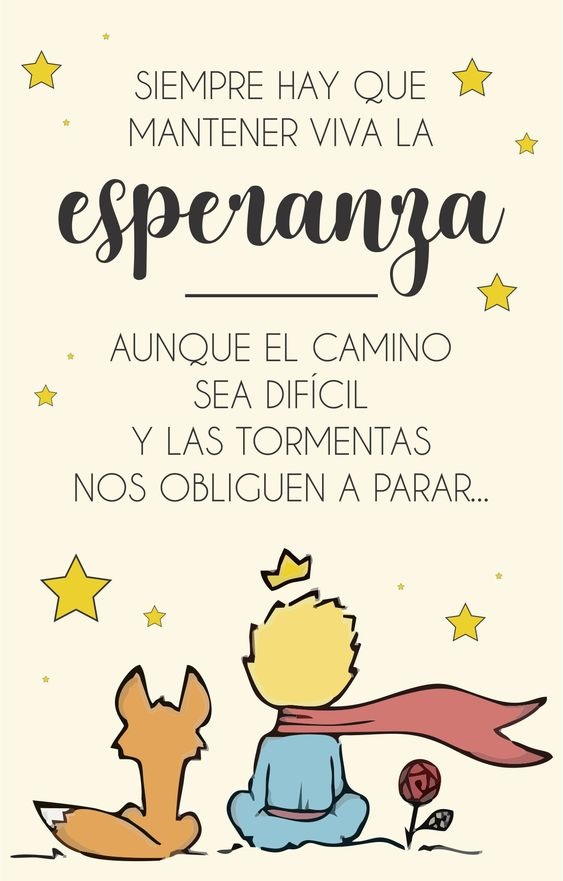 SIEMPRE HAY QUE
MANTENER VIVA LA
esperanza
AUNQUE EL CAMINO
SEA DIFÍCIL
Y LAS TORMENTAS
NOS OBLIGUEN A PARAR...